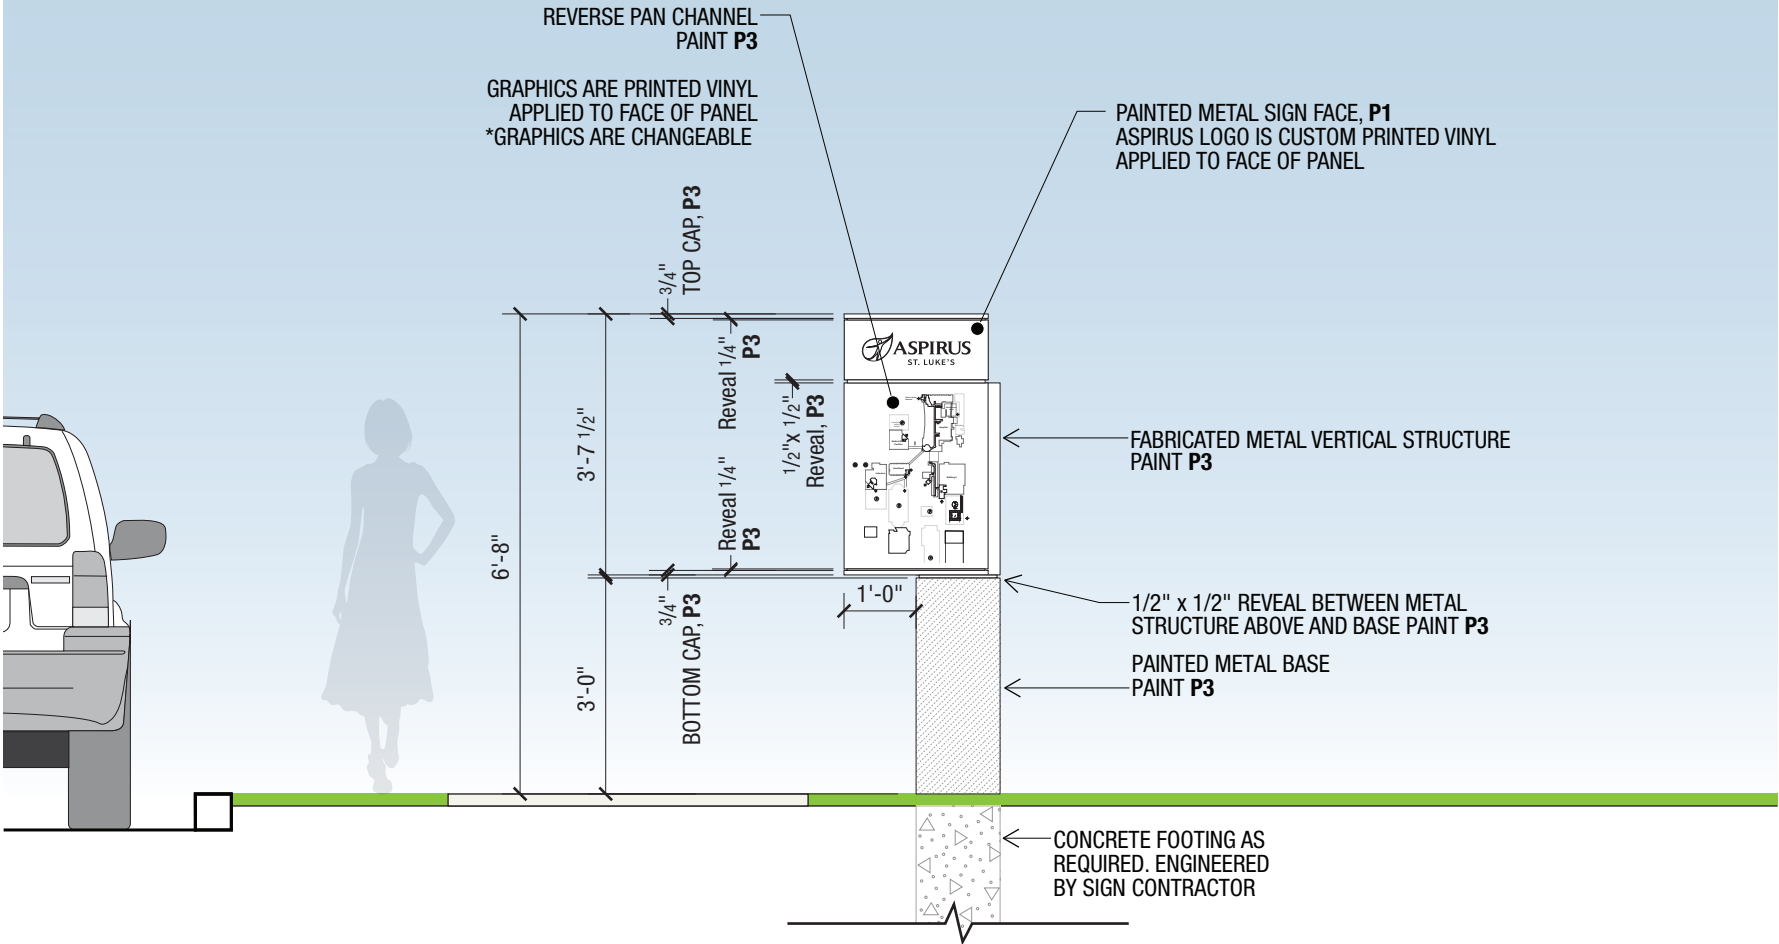 REVERSE PAN CHANNEL
PAINT P3
GRAPHICS ARE PRINTED VINYL
APPLIED TO FACE OF PANEL
*GRAPHICS ARE CHANGEABLE
PAINTED METAL SIGN FACE, P1
ASPIRUS LOGO IS CUSTOM PRINTED VINYL
APPLIED TO FACE OF PANEL
3/4"
TOP CAP, P3
Reveal 1/4"
P3
1/2"x 1/2"
Reveal, P3
ASPIRUS
ST. LUKE'S
6'-8"
3'-7 1/2"
Reveal 1/4"
P3
FABRICATED METAL VERTICAL STRUCTURE
PAINT P3
3/4"
BOTTOM CAP, P3
3'-0"
1'-0"
1/2" x 1/2" REVEAL BETWEEN METAL
STRUCTURE ABOVE AND BASE PAINT P3
PAINTED METAL BASE
PAINT P3
CONCRETE FOOTING AS
REQUIRED. ENGINEERED
BY SIGN CONTRACTOR